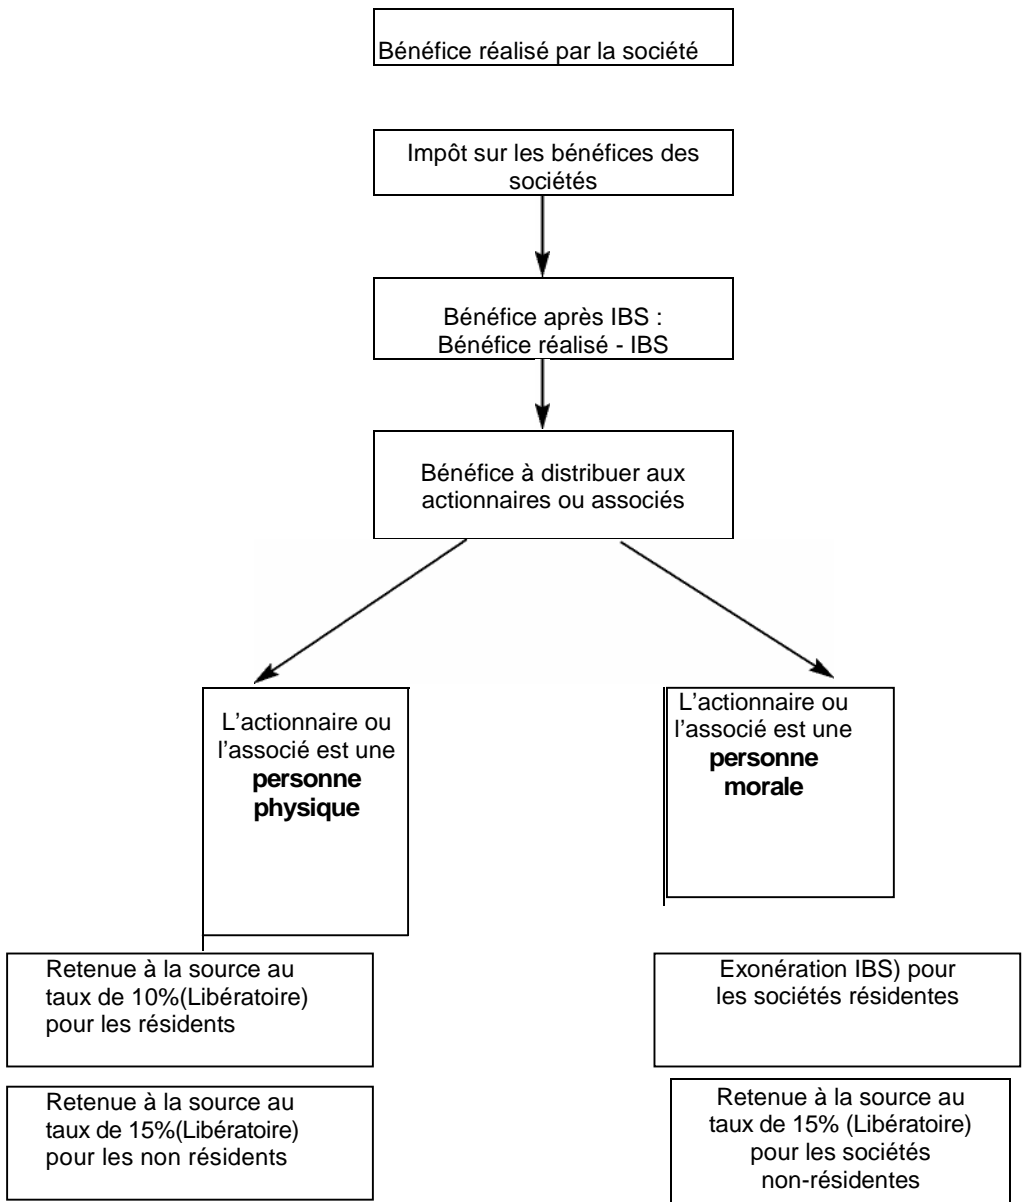 Bénéfice réalisé par la société
Impôt sur les bénéfices des
sociétés
Bénéfice après IBS :
Bénéfice réalisé - IBS
Bénéfice à distribuer aux
actionnaires ou associés
L'actionnaire ou
l'associé est une
personne
physique
L'actionnaire ou
l'associé est une
personne
morale
Retenue à la source au
taux de 10%(Libératoire)
pour les résidents
Exonération IBS) pour
les sociétés résidentes
Retenue à la source au
taux de 15%(Libératoire)
pour les non résidents
Retenue à la source au
taux de 15% (Libératoire)
pour les sociétés
non-résidentes